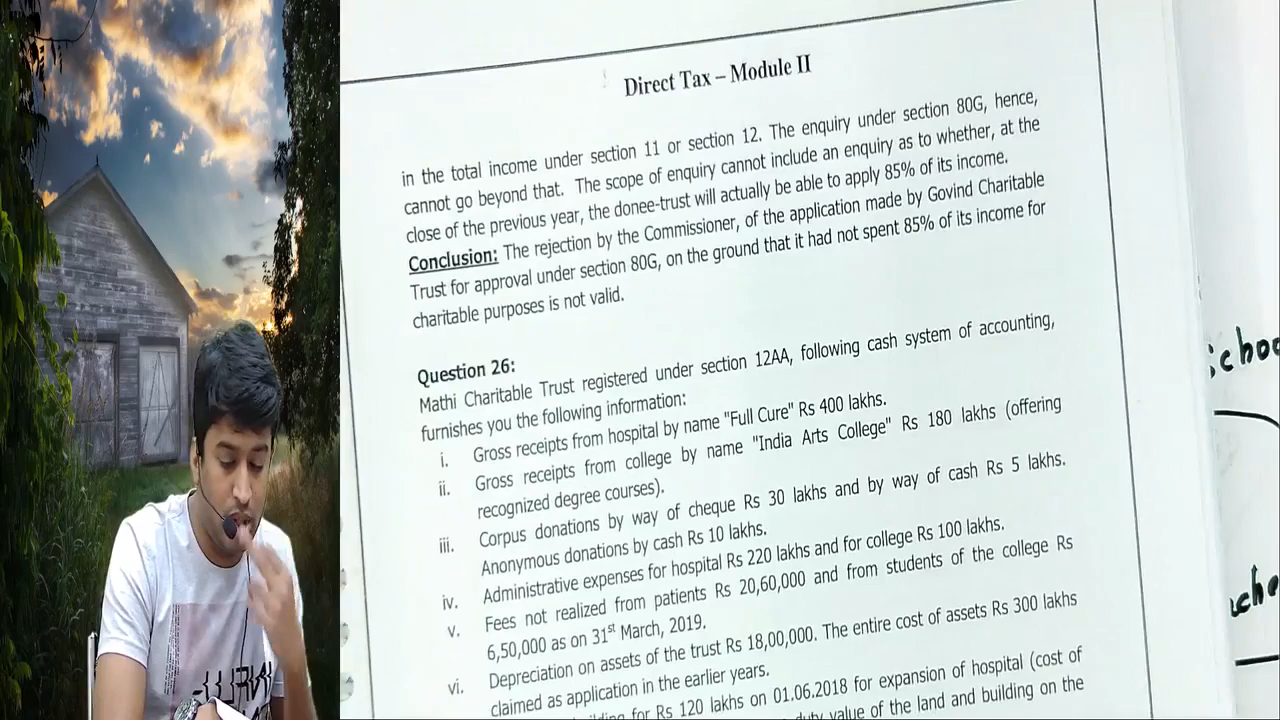 Direct Tax – Module II
in the total income under section 11 or section 12. The enquiry under section 80G, hence,
cannot go beyond that. The scope of enquiry cannot include an enquiry as to whether, at the
close of the previous year, the donee-trust will actually be able to apply 85% of its income.
Conclusion: The rejection by the Commissioner, of the application made by Govind Charitable
Trust for approval under section 80G, on the ground that it had not spent 85% of its income for
charitable purposes is not valid.
Question 26:
Mathi Charitable Trust registered under section 12AA, following cash system of accounting,
furnishes you the following information:
i. Gross receipts from hospital by name "Full Cure" Rs 400 lakhs.
ii. Gross receipts from college by name "India Arts College" Rs 180 lakhs (offering
recognized degree courses).
iii. Corpus donations by way of cheque Rs 30 lakhs and by way of cash Rs 5 lakhs.
Anonymous donations by cash Rs 10 lakhs.
iv. Administrative expenses for hospital Rs 220 lakhs and for college Rs 100 lakhs.
v. Fees not realized from patients Rs 20,60,000 and from students of the college Rs
6,50,000 as on 31st March, 2019.
vi. Depreciation on assets of the trust Rs 18,00,000. The entire cost of assets Rs 300 lakhs
claimed as application in the earlier years.
for Rs 120 lakhs on 01.06.2018 for expansion of hospital (cost of
duty value of the land and building on the